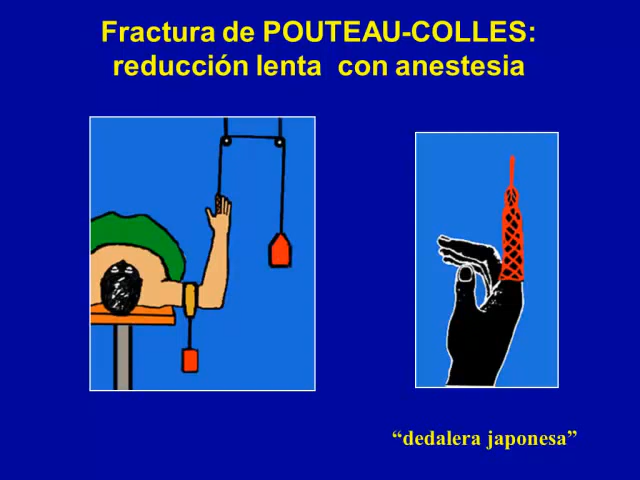 Fractura de POUTEAU-COLLES:
reducción lenta con anestesia
“dedalera japonesa”